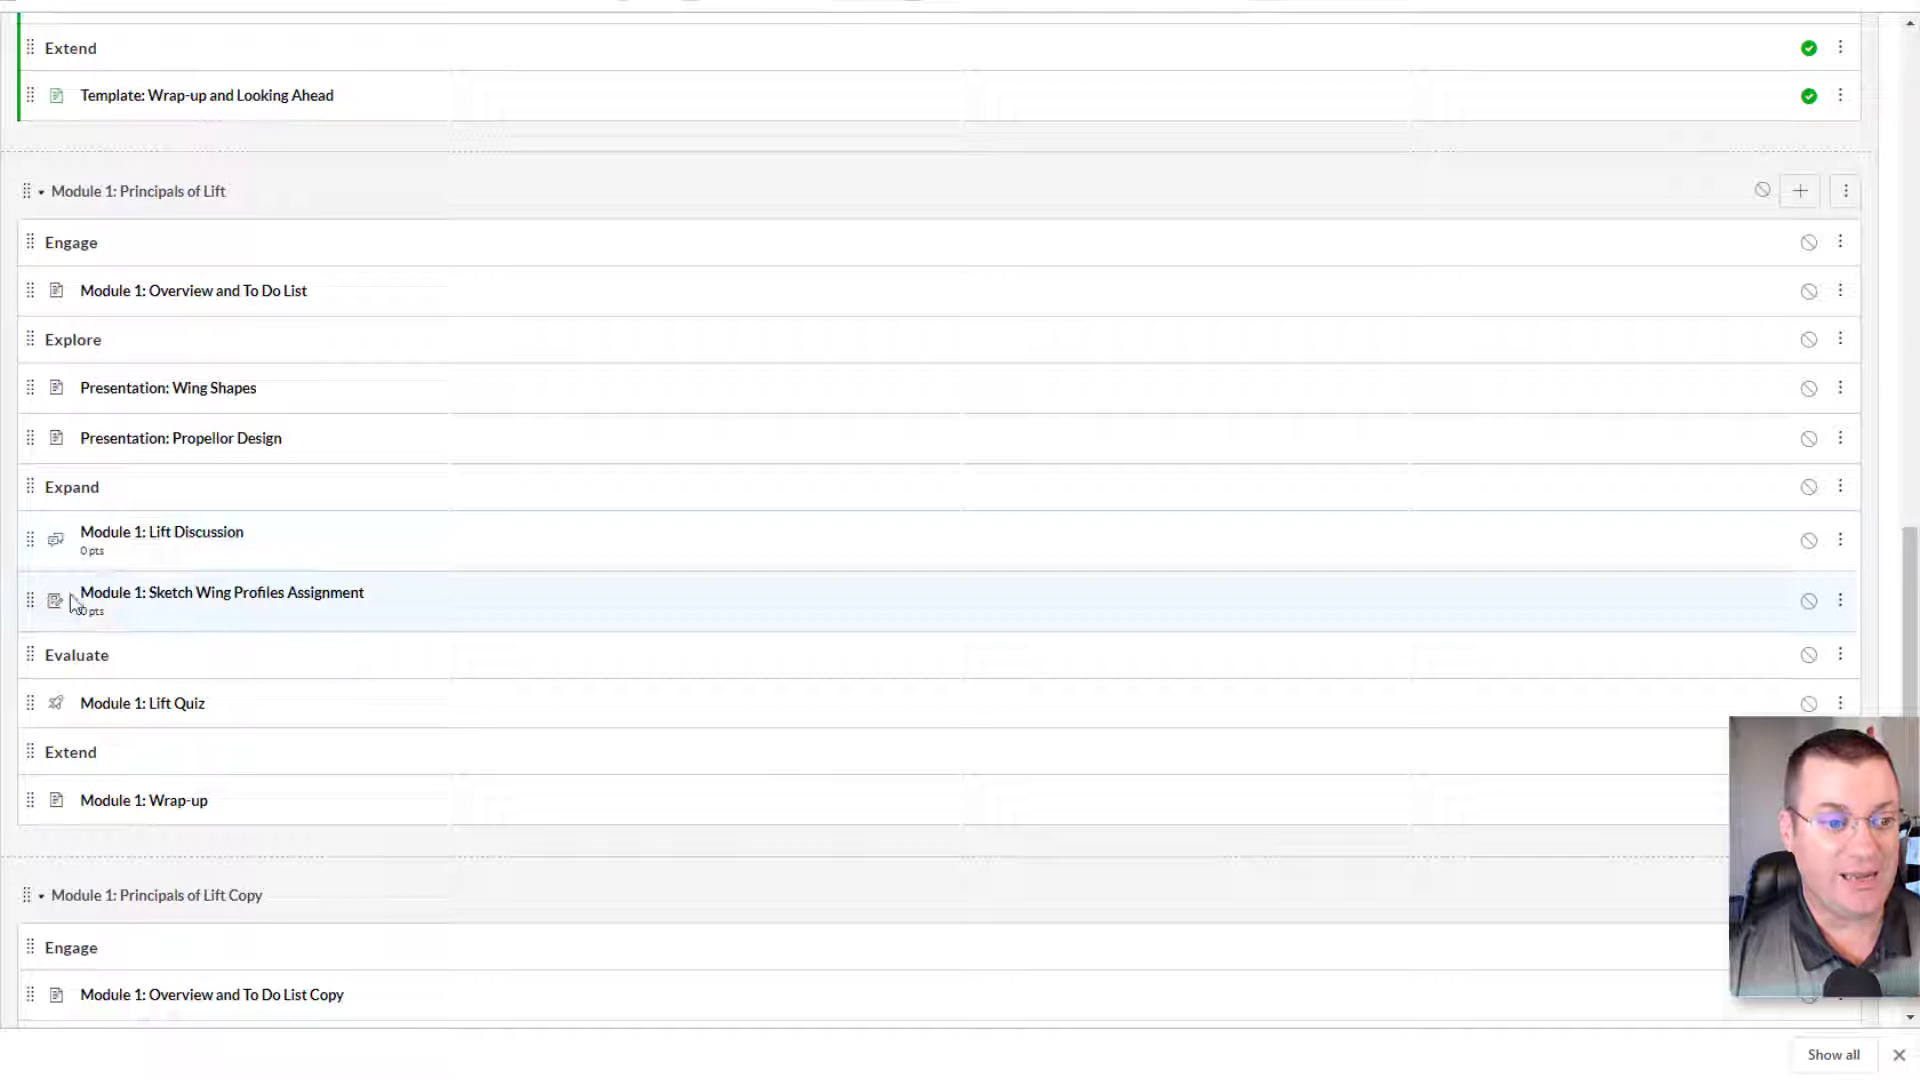 Extend
Template: Wrap-up and Looking Ahead
Module 1: Principals of Lift
Engage
Module 1: Overview and To Do List
Explore
Presentation: Wing Shapes
Presentation: Propellor Design
Expand
Module 1: Lift Discussion
0 pts
Module 1: Sketch Wing Profiles Assignment
0 pts
Evaluate
Module 1: Lift Quiz
Extend
Module 1: Wrap-up
Module 1: Principals of Lift Copy
Engage
Module 1: Overview and To Do List Copy
Show all